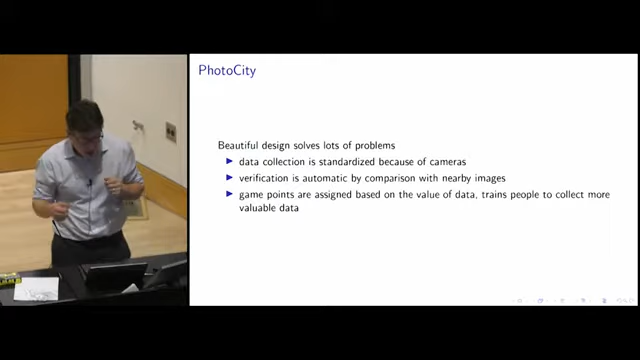 PhotoCity
Beautiful design solves lots of problems
data collection is standardized because of cameras
verification is automatic by comparison with nearby images
game points are assigned based on the value of data, trains people to collect more
valuable data